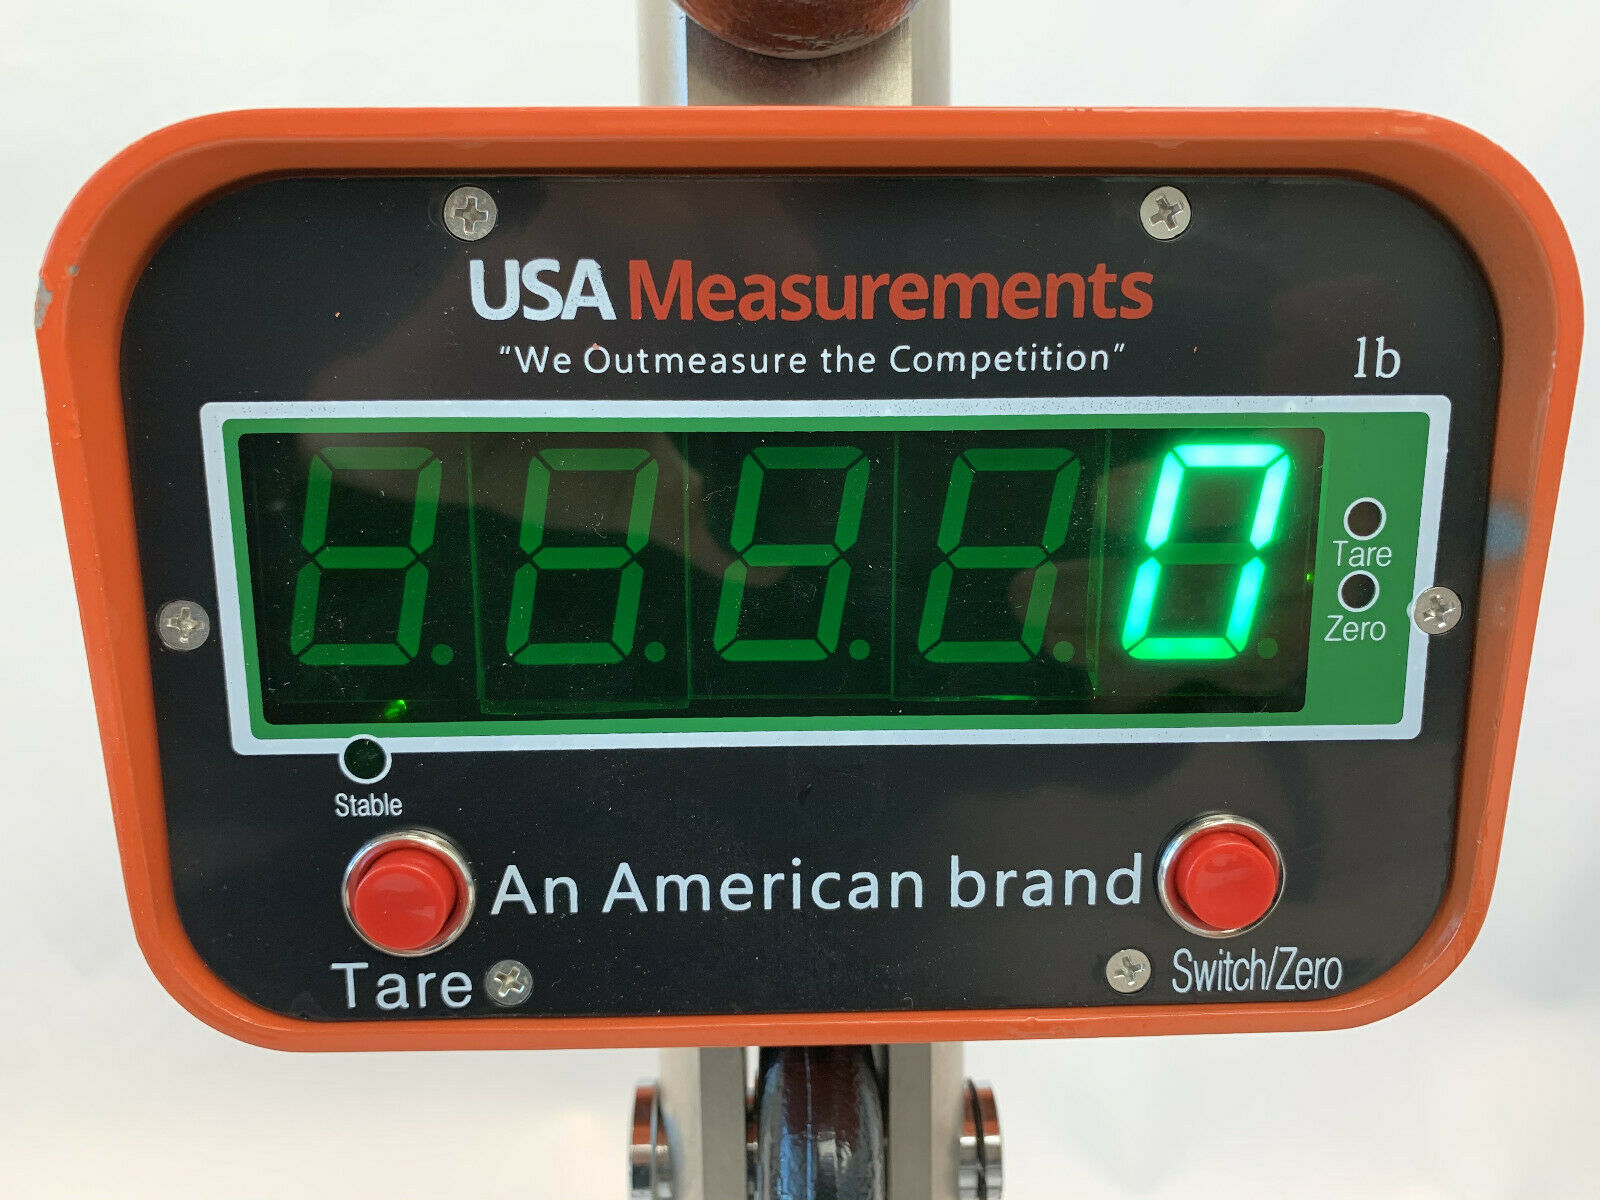 USA Measurements
"We Outmeasure the Competition"
lb
0
Tare
Zero
Stable
An American brand
Tare
Switch/Zero